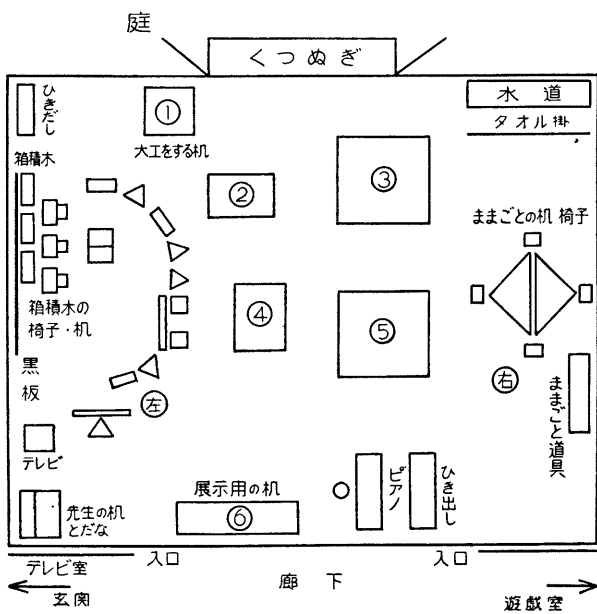 庭
くつぬぎ
ひきだし
①
大工をする机
水道
タオル掛
箱積木
②
③
ままごとの机 椅子
箱積木の
椅子・机
④
⑤
黒板
㊧
㊨
ままごと道具
テレビ
先生の机
とだな
展示用の机
⑥
ピアノ
ひき出し
テレビ室
入口
入口
玄関
廊下
遊戯室